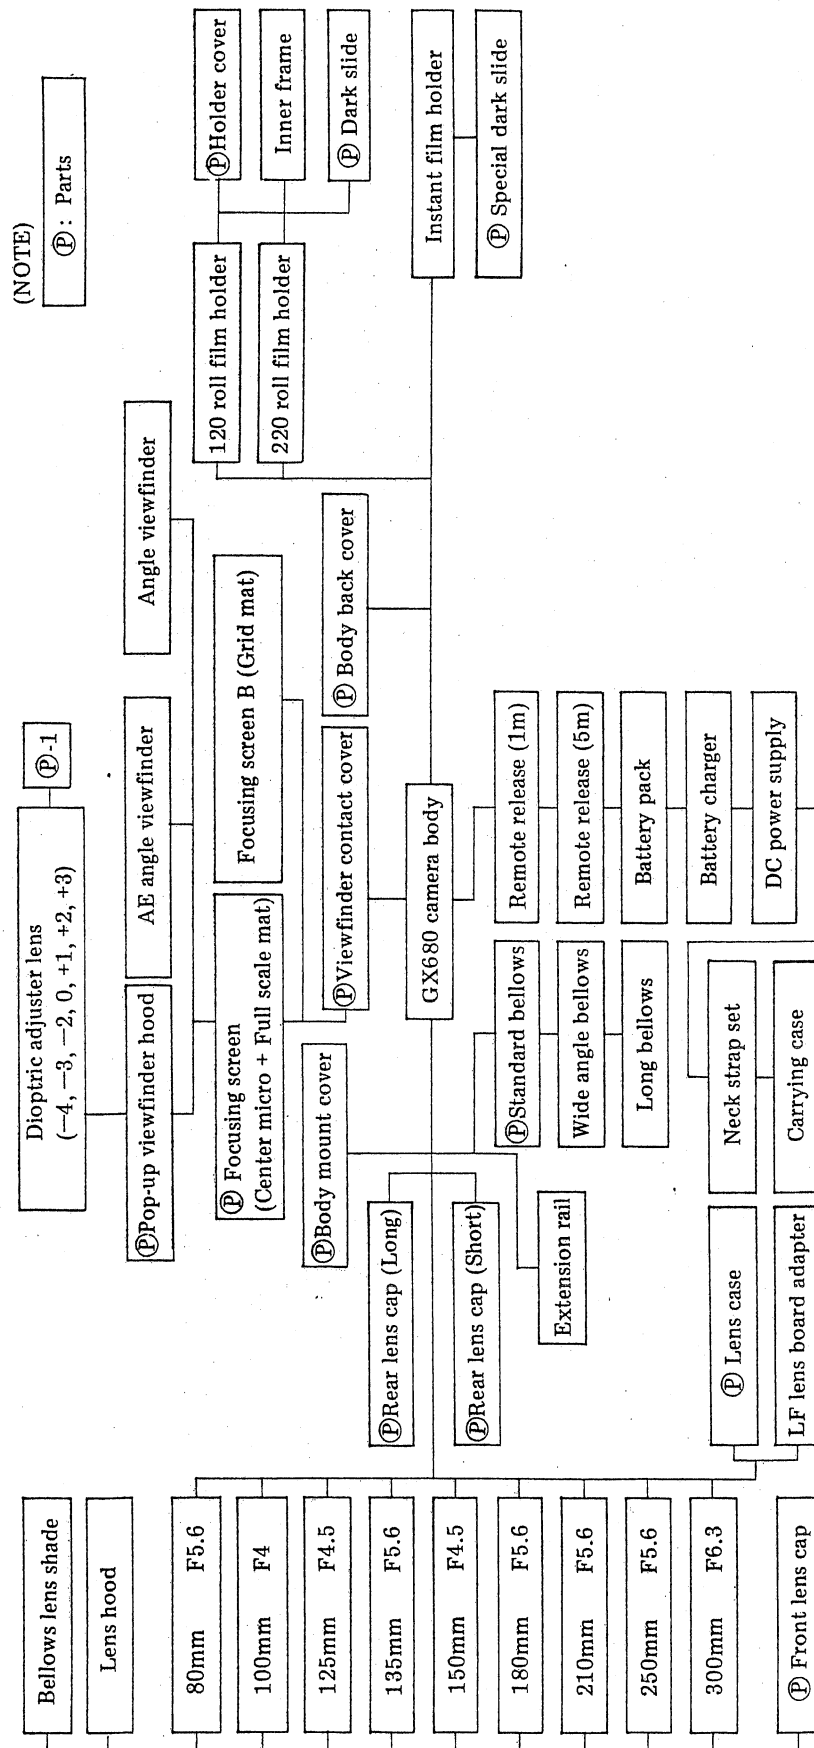 (NOTE)
Ⓟ: Parts
Dioptric adjuster lens
(−4, −3, −2, 0, +1, +2, +3)
Ⓟ-1
Bellows lens shade
Lens hood
ⓅPop-up viewfinder hood
AE angle viewfinder
Angle viewfinder
Ⓟ Focusing screen
(Center micro + Full scale mat)
Focusing screen B (Grid mat)
120 roll film holder
220 roll film holder
ⓅHolder cover
Inner frame
Ⓟ Dark slide
ⓅBody mount cover
ⓅViewfinder contact cover
Ⓟ Body back cover
80mm F5.6
100mm F4
125mm F4.5
135mm F5.6
150mm F4.5
180mm F5.6
210mm F5.6
250mm F5.6
300mm F6.3
Ⓟ Front lens cap
ⓅRear lens cap (Long)
ⓅRear lens cap (Short)
GX680 camera body
Instant film holder
Ⓟ Special dark slide
Extension rail
ⓅStandard bellows
Wide angle bellows
Long bellows
Remote release (1m)
Remote release (5m)
Battery pack
Battery charger
DC power supply
Ⓟ Lens case
LF lens board adapter
Neck strap set
Carrying case